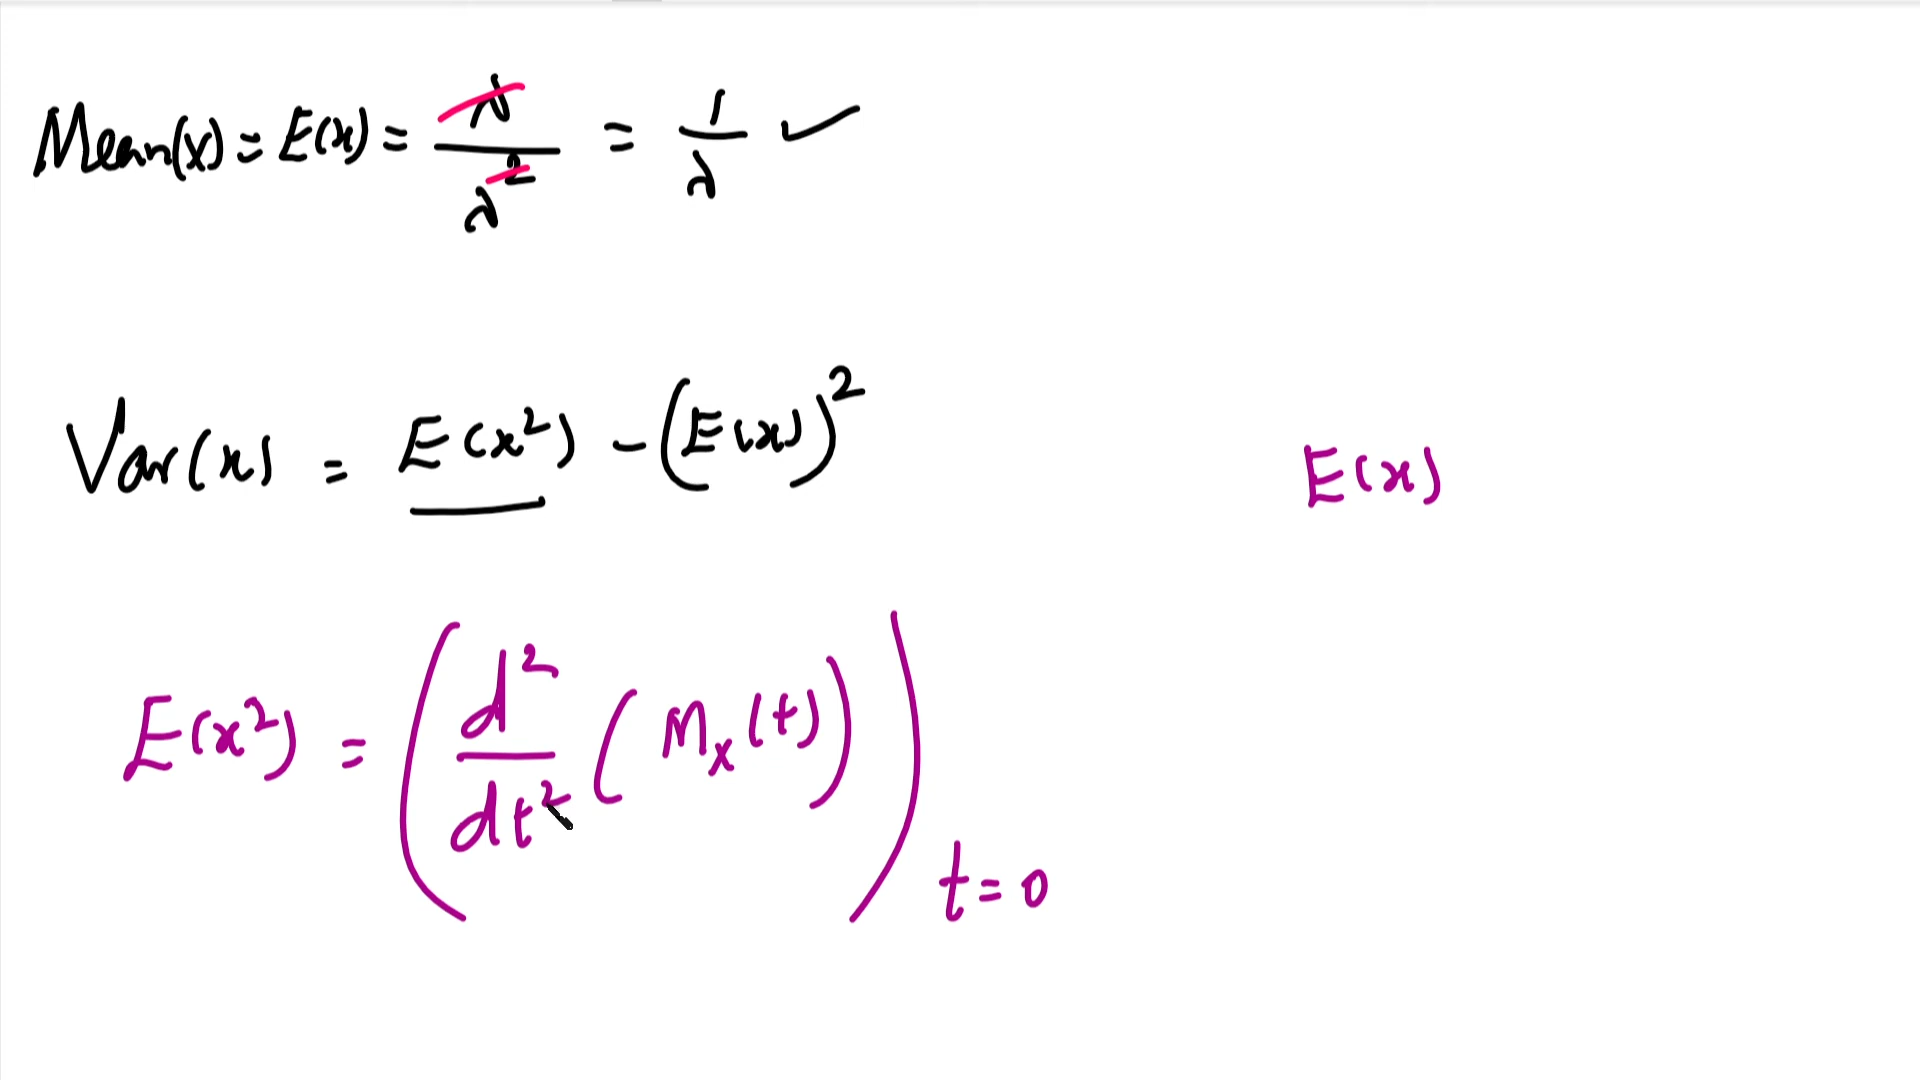 Mean(x) = E(x) = λ/λ² = 1/λ ✓
Var(x) = E(x²) - (E(x))²
E(x)
E(x²) = (d²/dt² (Mₓ(t)))ₜ₌₀